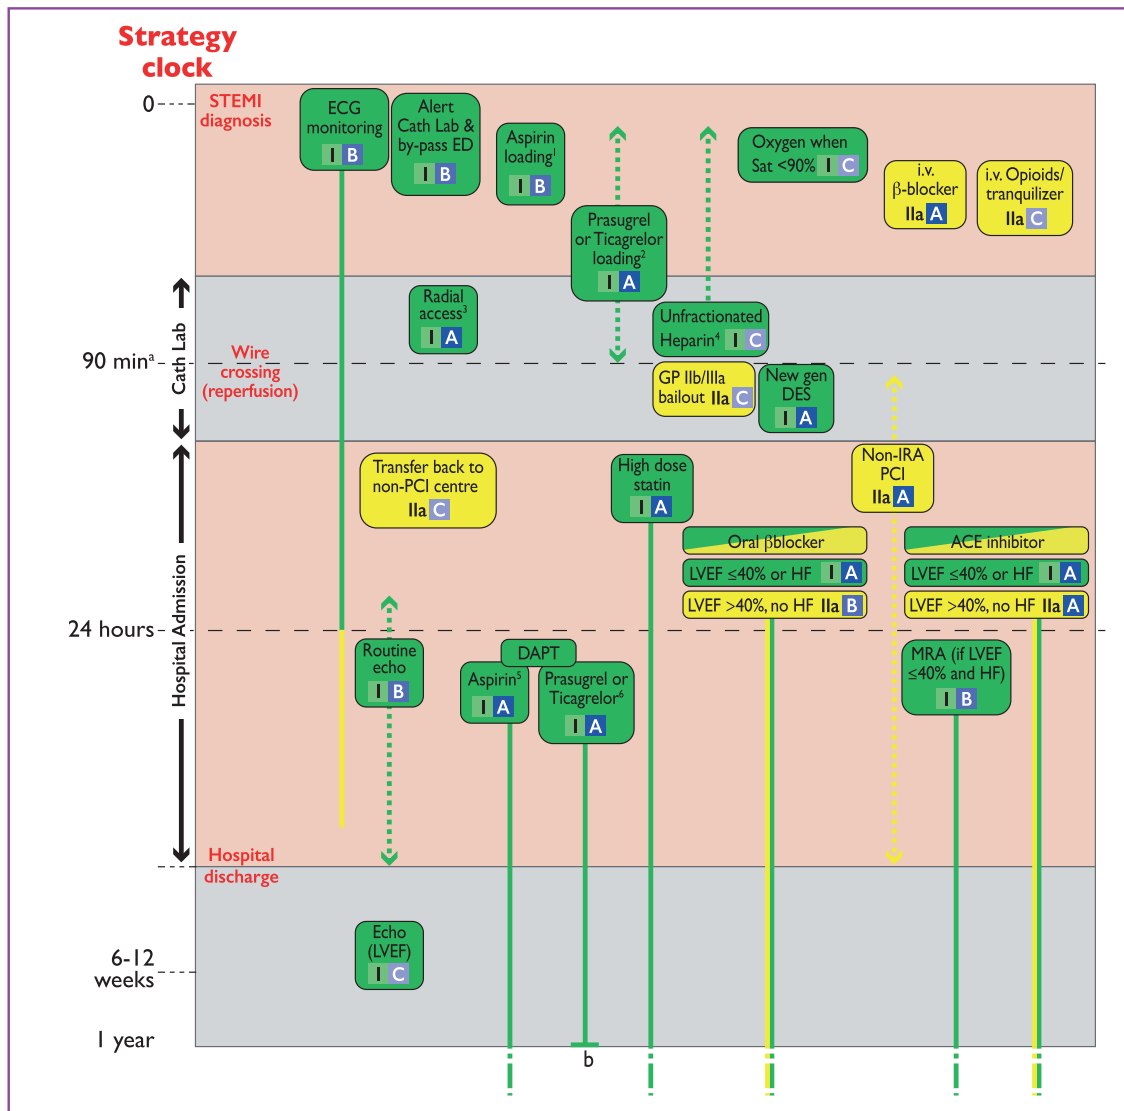 Strategy
clock
0
STEMI
diagnosis
ECG
monitoring
I B
Alert
Cath Lab &
by-pass ED
I B
Aspirin
loading¹
I B
Prasugrel
or Ticagrelor
loading²
I A
Oxygen when
Sat <90% I C
i.v.
β-blocker
IIa A
i.v. Opioids/
tranquilizer
IIa C
Cath Lab
Radial
access³
I A
Unfractionated
Heparin⁴ I C
90 minᵃ
Wire
crossing
(reperfusion)
GP IIb/IIIa
bailout IIa C
New gen
DES
I A
Hospital Admission
Transfer back to
non-PCI centre
IIa C
High dose
statin
I A
Non-IRA
PCI
IIa A
Oral βblocker
LVEF ≤40% or HF I A
LVEF >40%, no HF IIa B
ACE inhibitor
LVEF ≤40% or HF I A
LVEF >40%, no HF IIa A
24 hours
Routine
echo
I B
DAPT
Aspirin⁵
I A
Prasugrel or
Ticagrelor⁶
I A
MRA (if LVEF
≤40% and HF)
I B
Hospital
discharge
6-12
weeks
Echo
(LVEF)
I C
1 year
b